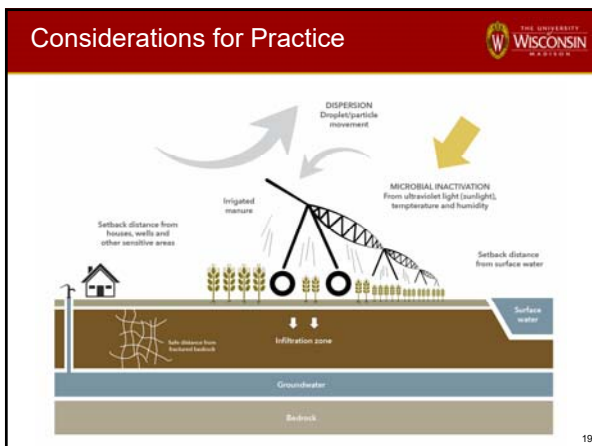 Considerations for Practice
THE UNIVERSITY
of
WISCONSIN
MADISON
DISPERSION
Droplet/particle
movement
MICROBIAL INACTIVATION
From ultraviolet light (sunlight),
tempterature and humidity
Irrigated
manure
Setback distance from
houses, wells and
other sensitive areas
Setback distance
from surface water
Surface
water
Safe distance from
fractured bedrock
Infiltration zone
Groundwater
Bedrock
19